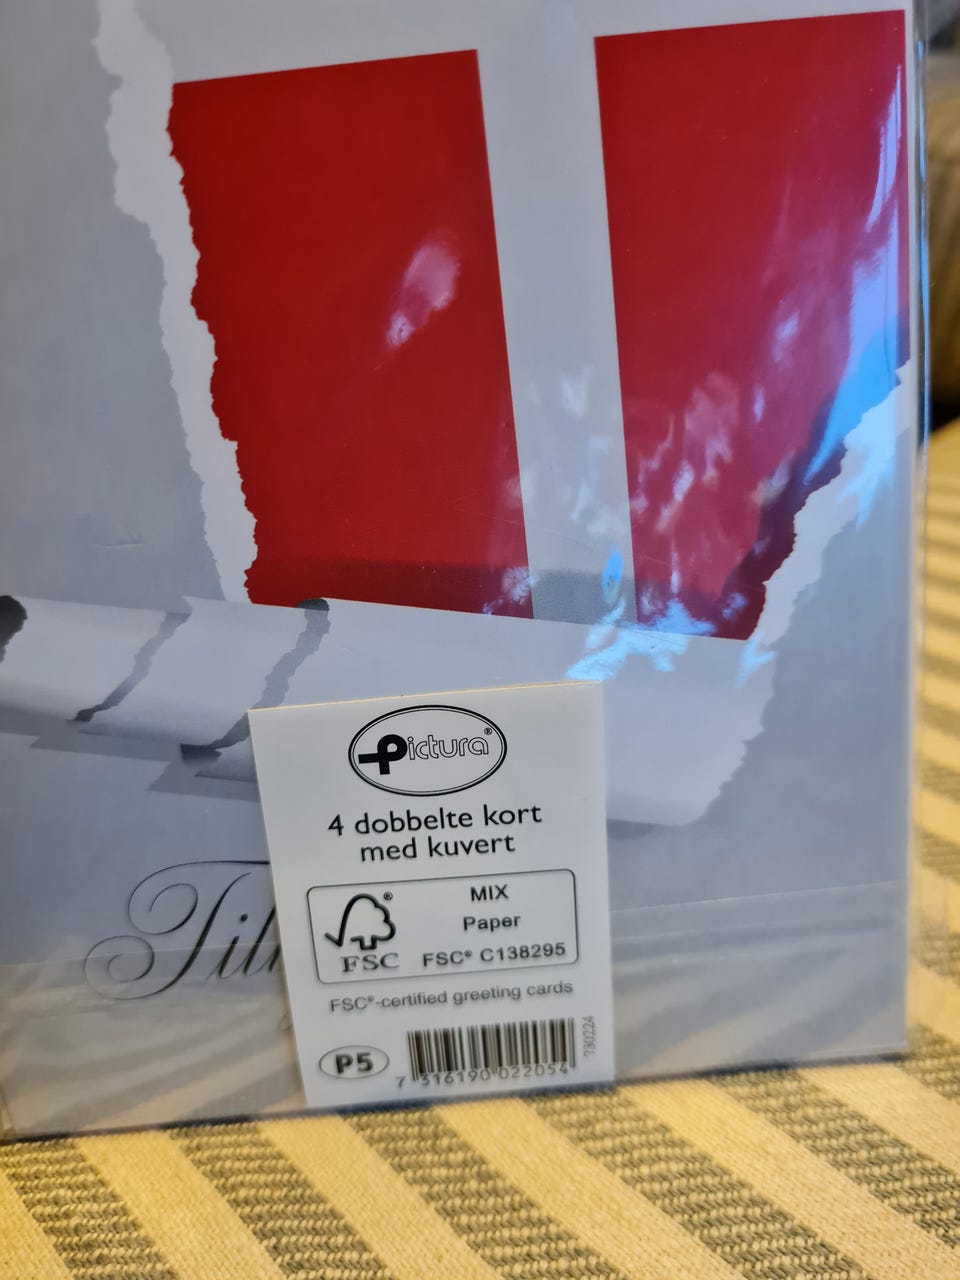 Pictura®
4 dobbelte kort
med kuvert
MIX
Paper
FSC® C138295
®
FSC
FSC®-certified greeting cards
P5
7 316190 022054
730224